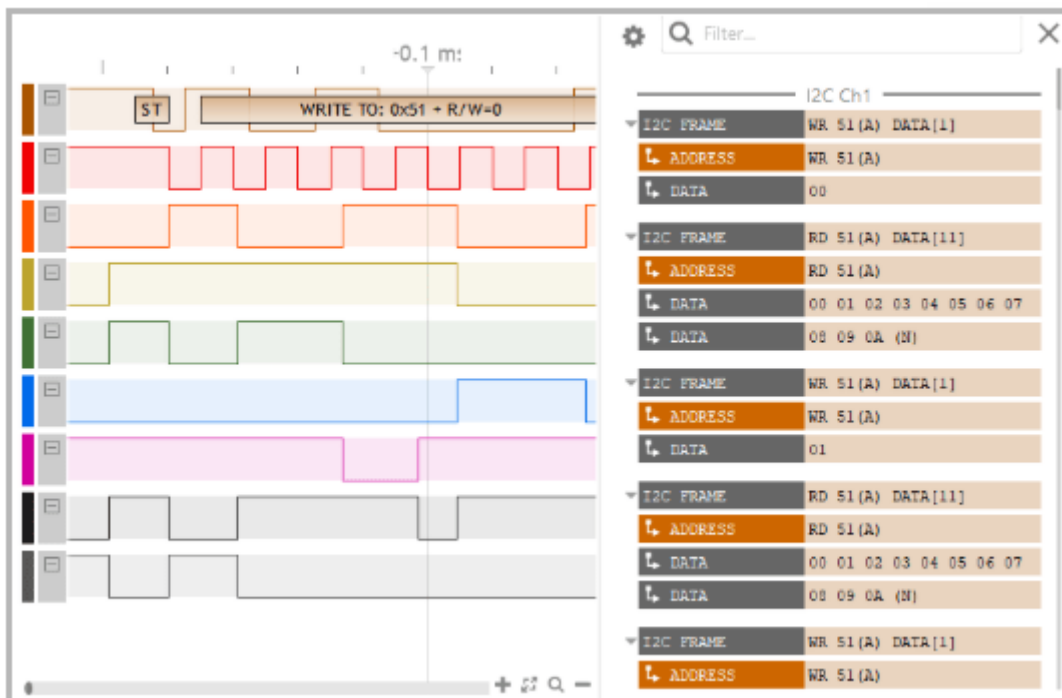 -0.1 m:
ST
WRITE TO: 0x51 + R/W=0
Filter...
I2C Ch1
I2C FRAME WR 51(A) DATA[1]
ADDRESS WR 51(A)
DATA 00
I2C FRAME RD 51(A) DATA[11]
ADDRESS RD 51(A)
DATA 00 01 02 03 04 05 06 07
DATA 08 09 0A (N)
I2C FRAME WR 51(A) DATA[1]
ADDRESS WR 51(A)
DATA 01
I2C FRAME RD 51(A) DATA[11]
ADDRESS RD 51(A)
DATA 00 01 02 03 04 05 06 07
DATA 08 09 0A (N)
I2C FRAME WR 51(A) DATA[1]
ADDRESS WR 51(A)